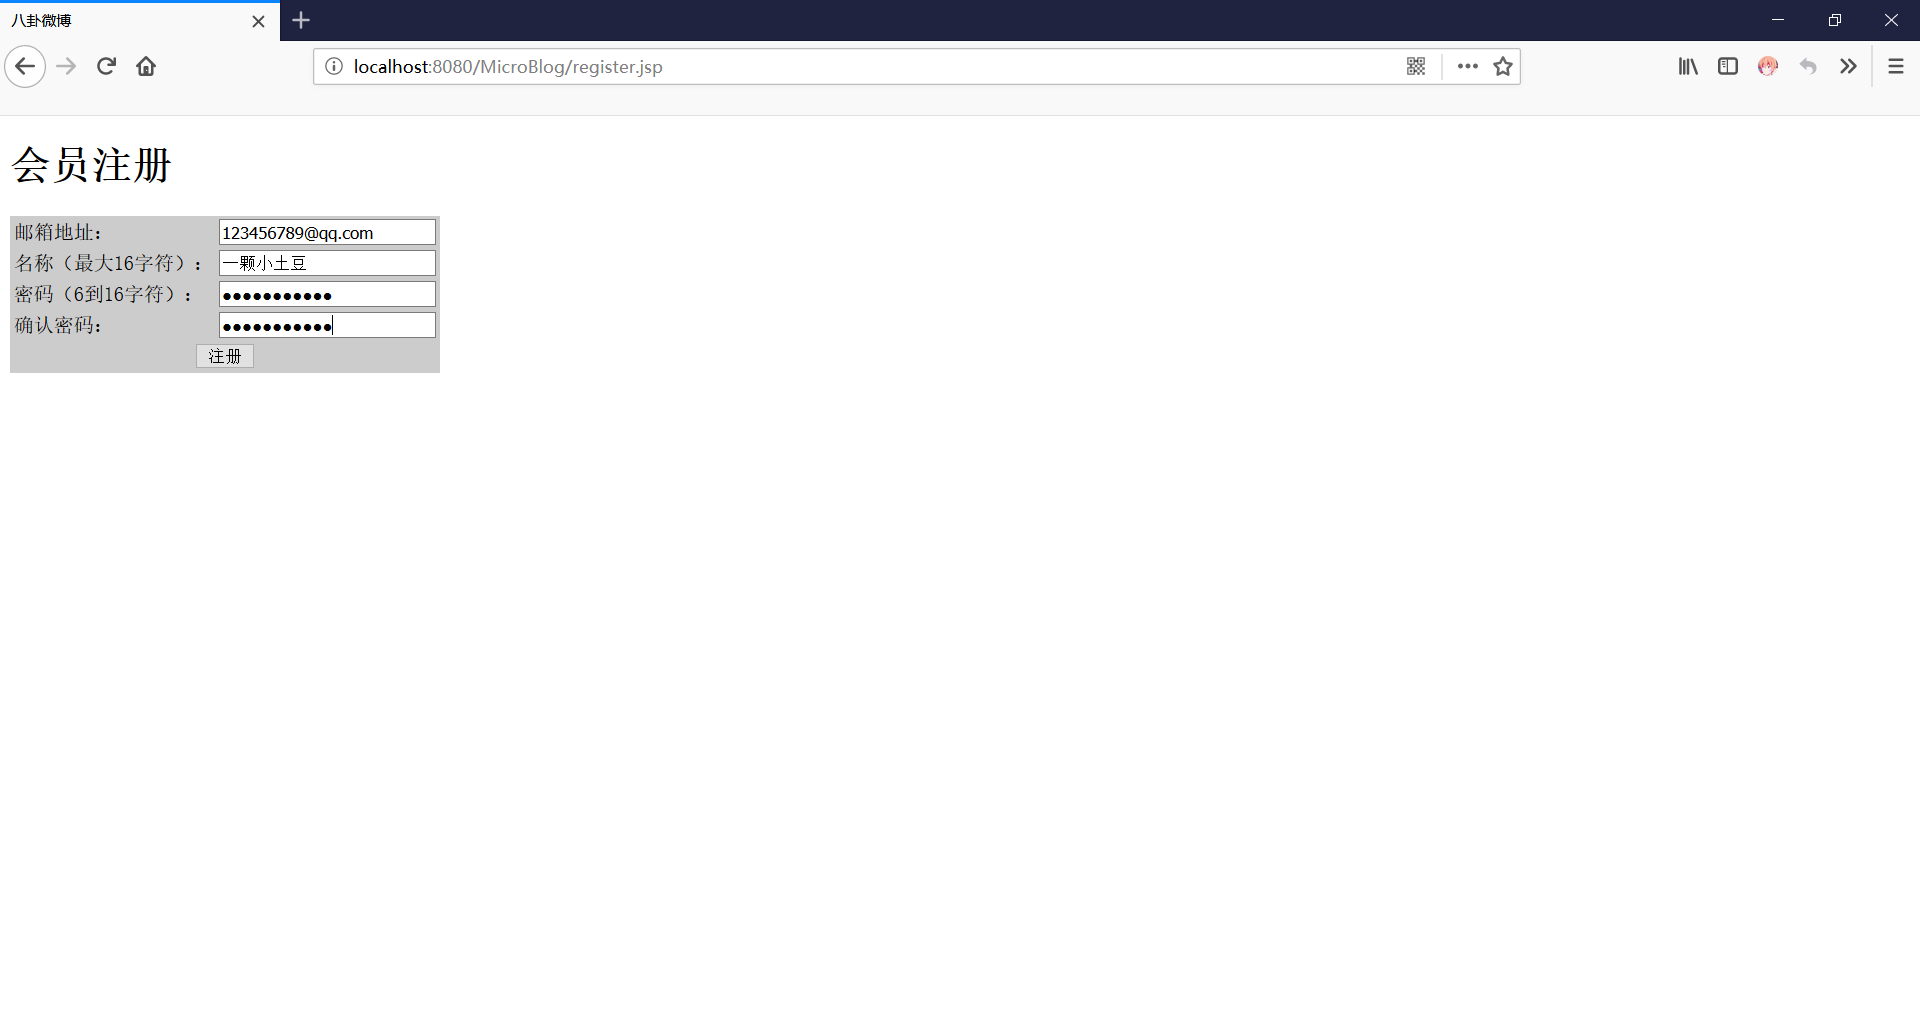 八卦微博
localhost:8080/MicroBlog/register.jsp
会员注册
邮箱地址： 123456789@qq.com
名称（最大16字符）： 一颗小土豆
密码（6到16字符）： ●●●●●●●●●●●
确认密码： ●●●●●●●●●●●
注册